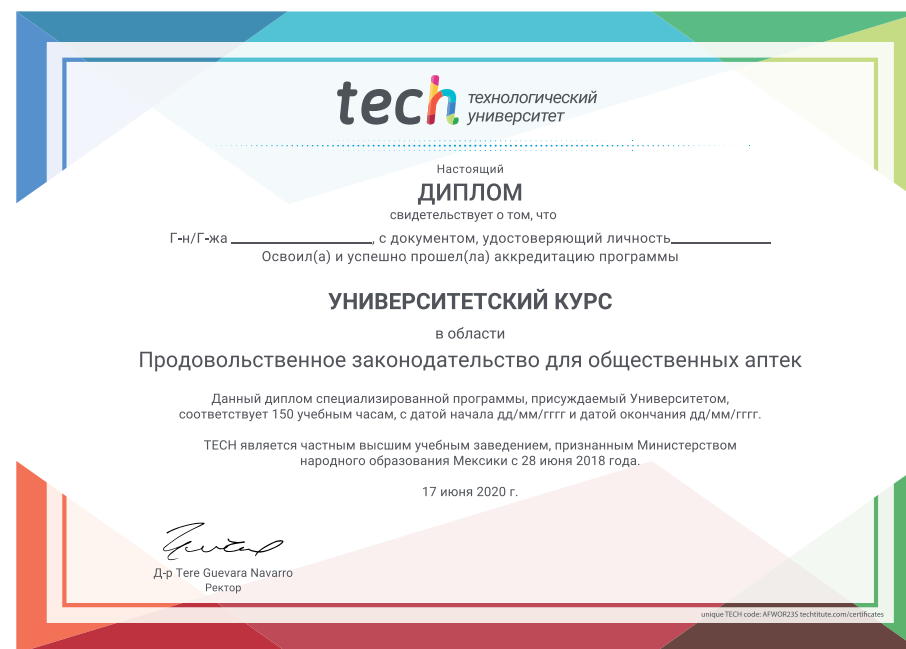 tech технологический
университет
Настоящий
ДИПЛОМ
свидетельствует о том, что
Г-н/Г-жа ____________________, с документом, удостоверяющий личность______________
Освоил(а) и успешно прошел(ла) аккредитацию программы
УНИВЕРСИТЕТСКИЙ КУРС
в области
Продовольственное законодательство для общественных аптек
Данный диплом специализированной программы, присуждаемый Университетом,
соответствует 150 учебным часам, с датой начала дд/мм/гггг и датой окончания дд/мм/гггг.
TECH является частным высшим учебным заведением, признанным Министерством
народного образования Мексики с 28 июня 2018 года.
17 июня 2020 г.
Д-р Tere Guevara Navarro
Ректор
unique TECH code: AFWOR23S techtitute.com/certificates